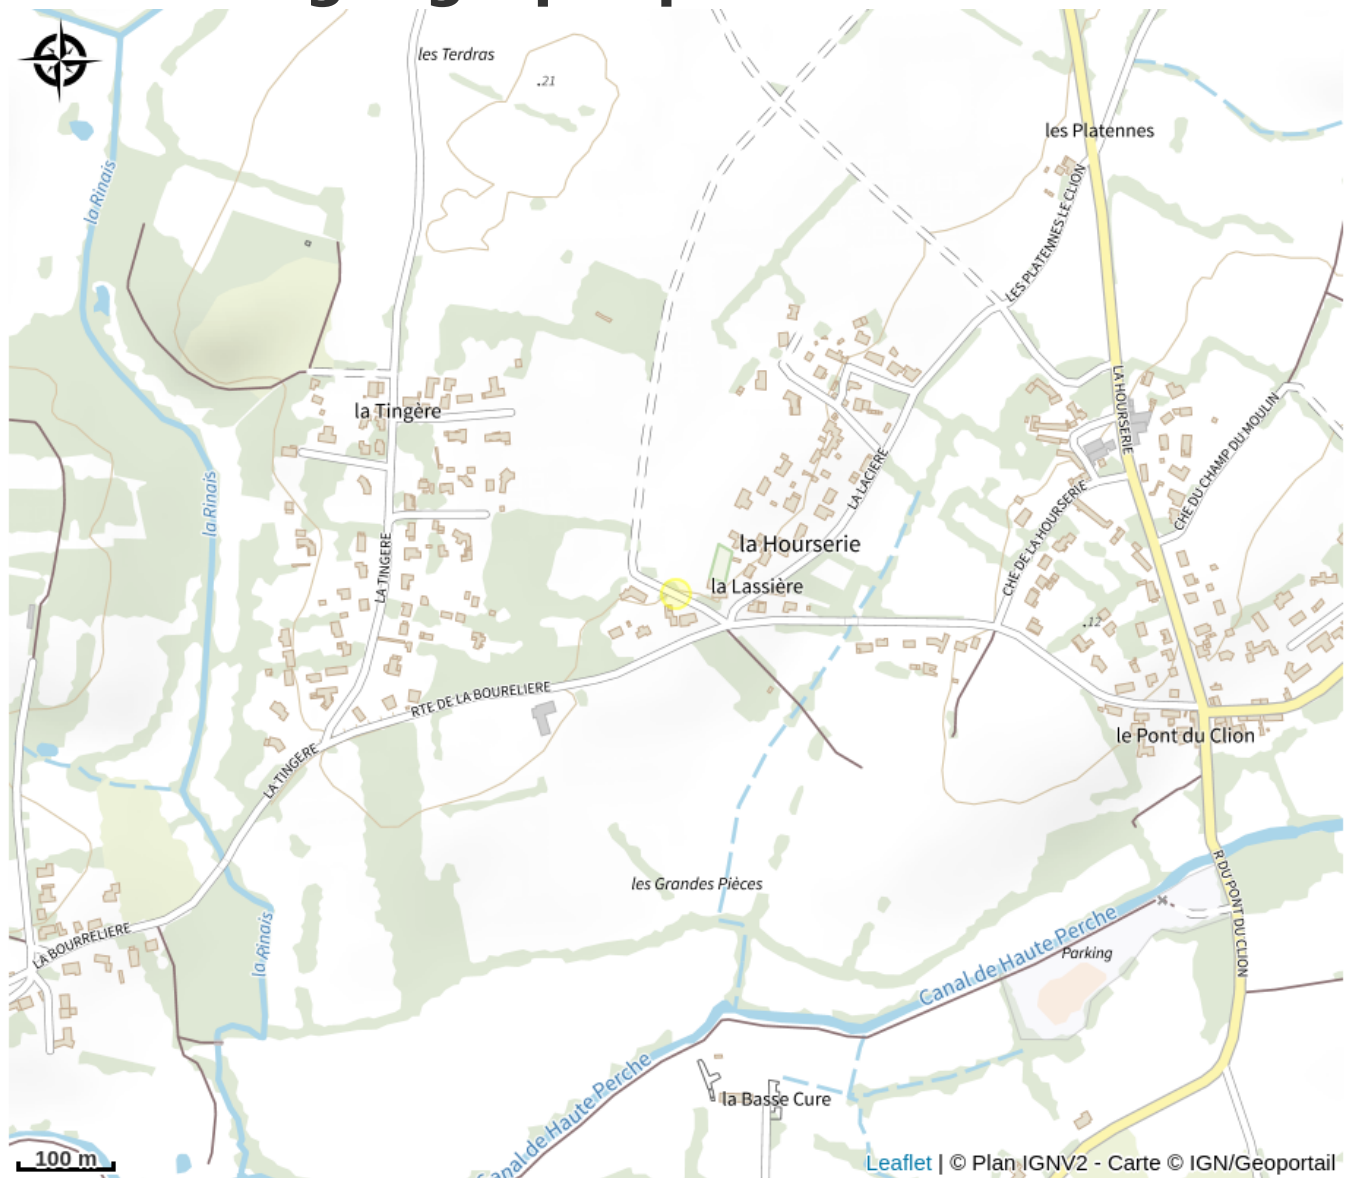 les Terdras
.21
les Platennes
la Rinais
LES PLATENNES LE CLION
la Tingère
LA HOURSERIE
CHE DU CHAMP DU MOULIN
la Rinais
LA LACIERE
CHE DE LA HOURSERIE
la Hourserie
LA TINGERE
la Lassière
.12
RTE DE LA BOURELIERE
le Pont du Clion
LA TINGERE
les Grandes Pièces
R DU PONT DU CLION
LA BOURRELIERE
la Rinais
Canal de Haute Perche
Parking
Canal de Haute Perche
la Basse Cure
100 m
Leaflet | © Plan IGNV2 - Carte © IGN/Geoportail